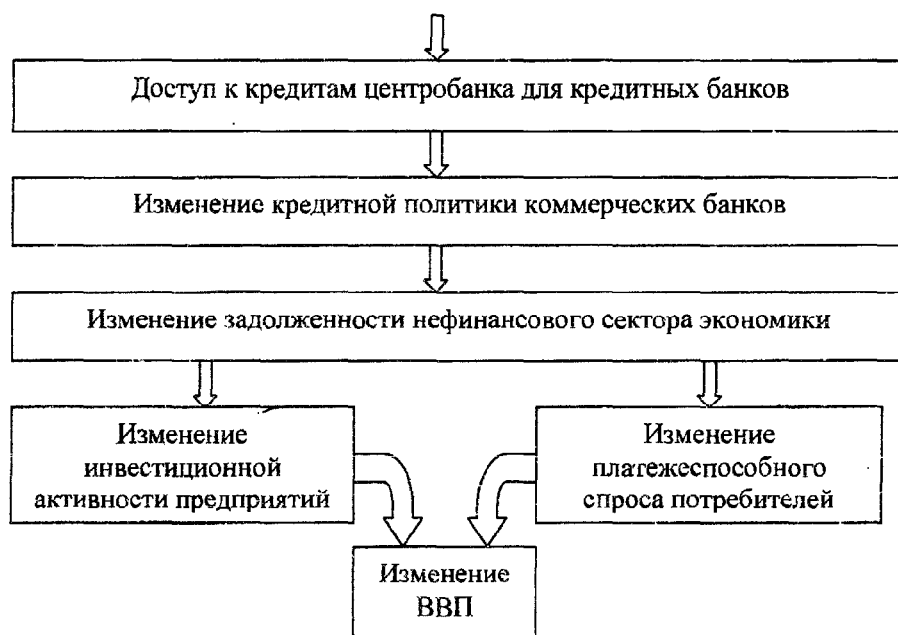 Доступ к кредитам центробанка для кредитных банков
Изменение кредитной политики коммерческих банков
Изменение задолженности нефинансового сектора экономики
Изменение
инвестиционной
активности предприятий
Изменение
платежеспособного
спроса потребителей
Изменение
ВВП